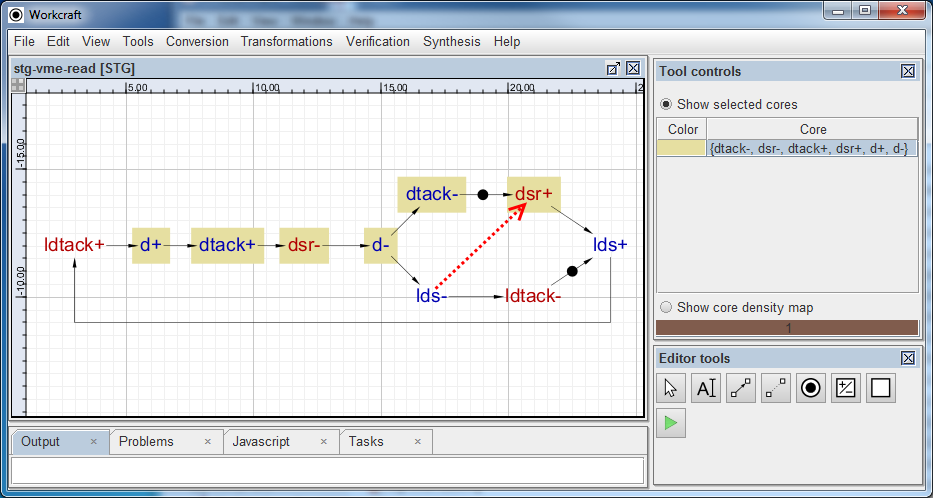 Workcraft
File Edit View Tools Conversion Transformations Verification Synthesis Help
stg-vme-read [STG]
5.00 10.00 15.00 20.00
-15.00
-10.00
dtack- dsr+
ldtack+ d+ dtack+ dsr- d- lds+
lds- ldtack-
Tool controls
Show selected cores
Color Core
{dtack-, dsr-, dtack+, dsr+, d+, d-}
Show core density map
1
Editor tools
A
Output × Problems × Javascript × Tasks ×